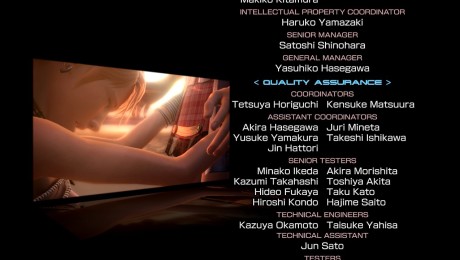 Makiko Kitamura
INTELLECTUAL PROPERTY COORDINATOR
Haruko Yamazaki
SENIOR MANAGER
Satoshi Shinohara
GENERAL MANAGER
Yasuhiko Hasegawa
< QUALITY ASSURANCE >
COORDINATORS
Tetsuya Horiguchi Kensuke Matsuura
ASSISTANT COORDINATORS
Akira Hasegawa Juri Mineta
Yusuke Yamakura Takeshi Ishikawa
Jin Hattori
SENIOR TESTERS
Minako Ikeda Akira Morishita
Kazumi Takahashi Toshiya Akita
Hideo Fukaya Taku Kato
Hiroshi Kondo Hajime Saito
TECHNICAL ENGINEERS
Kazuya Okamoto Taisuke Yahisa
TECHNICAL ASSISTANT
Jun Sato
TESTERS